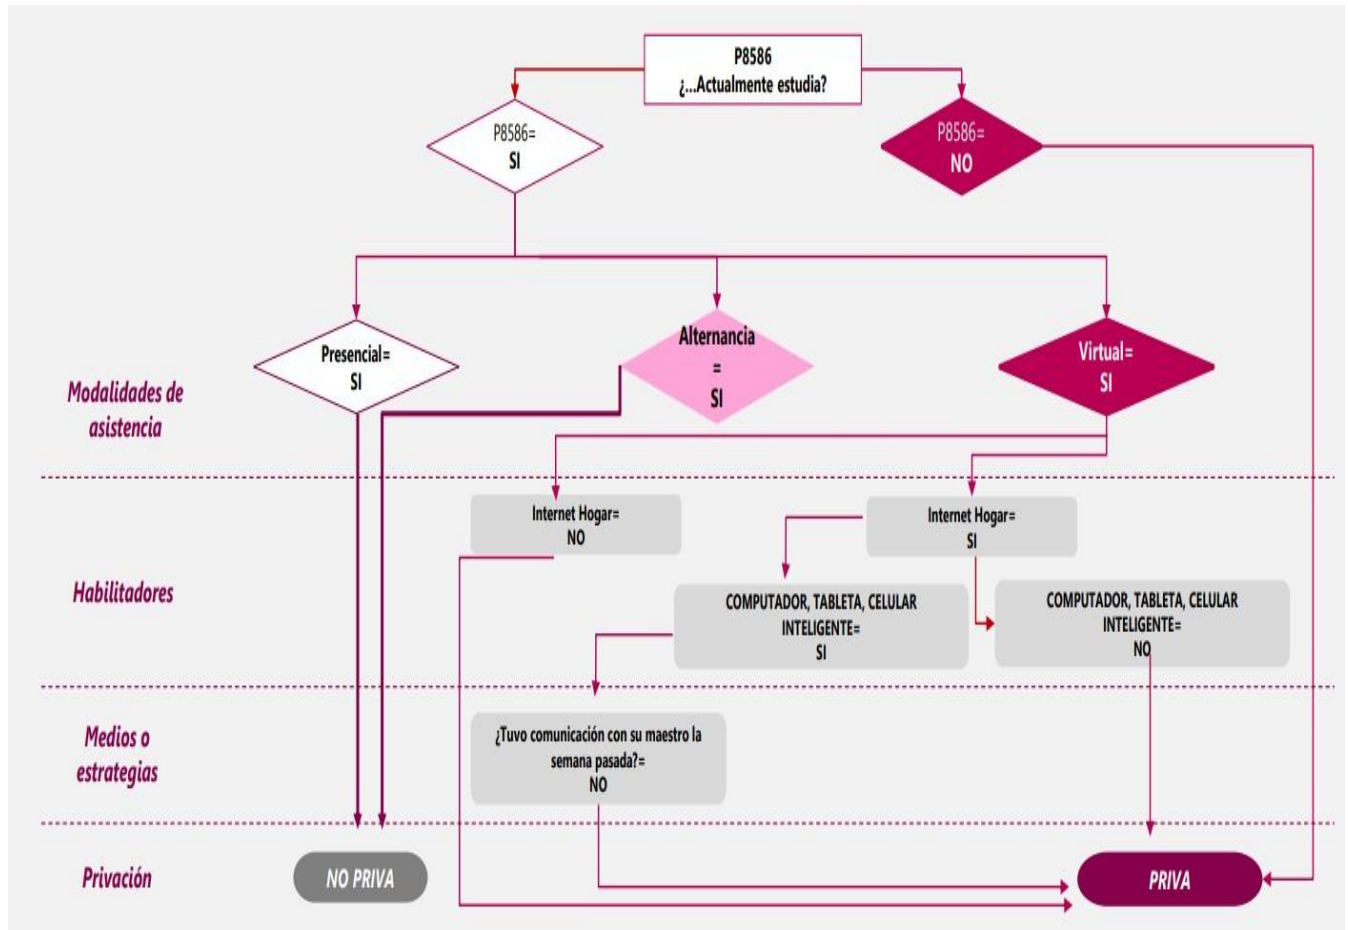 P8586
¿...Actualmente estudia?
P8586=
SI
P8586=
NO
Presencial=
SI
Alternancia
=
SI
Virtual=
SI
Modalidades de
asistencia
Internet Hogar=
NO
Internet Hogar=
SI
Habilitadores
COMPUTADOR, TABLETA, CELULAR
INTELIGENTE=
SI
COMPUTADOR, TABLETA, CELULAR
INTELIGENTE=
NO
Medios o
estrategias
¿Tuvo comunicación con su maestro la
semana pasada?=
NO
Privación
NO PRIVA
PRIVA